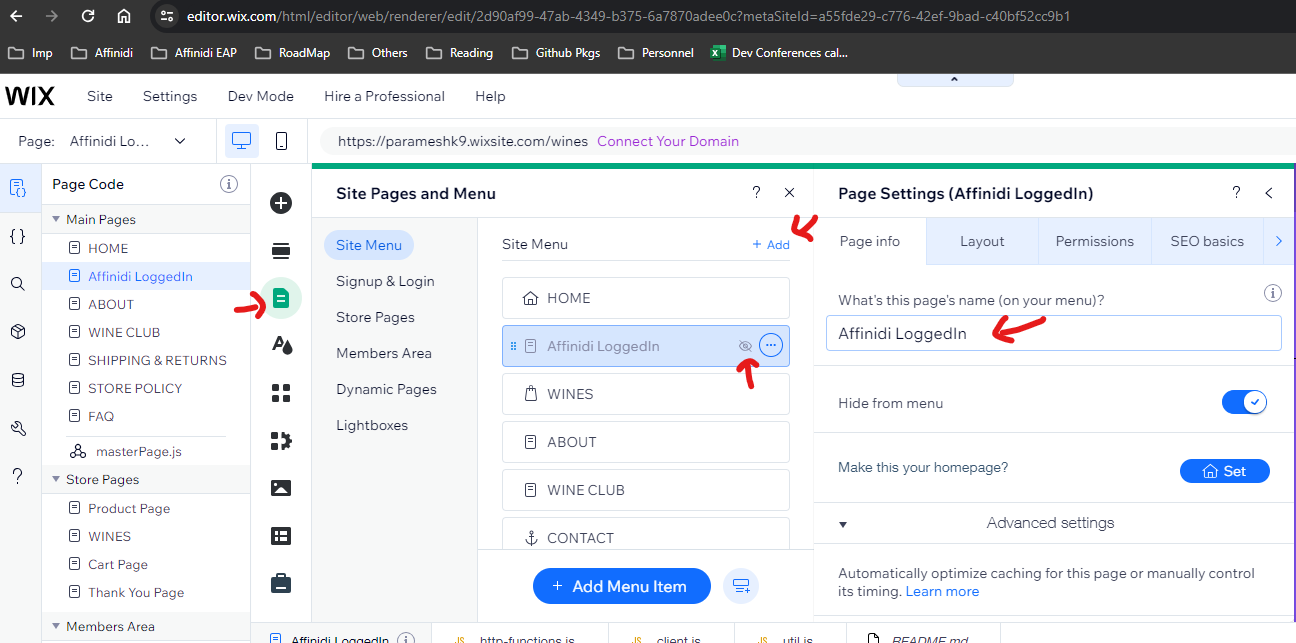 editor.wix.com/html/editor/web/renderer/edit/2d90af99-47ab-4349-b375-6a7870adee0c?metaSiteId=a55fde29-c776-42ef-9bad-c40bf52cc9b1
Imp Affinidi Affinidi EAP RoadMap Others Reading Github Pkgs Personnel Dev Conferences cal...
WIX Site Settings Dev Mode Hire a Professional Help
Page: Affinidi Lo... https://parameshk9.wixsite.com/wines Connect Your Domain
Page Code
Main Pages
HOME
Affinidi LoggedIn
ABOUT
WINE CLUB
SHIPPING & RETURNS
STORE POLICY
FAQ
masterPage.js
Store Pages
Product Page
WINES
Cart Page
Thank You Page
Members Area
Site Pages and Menu ?
Site Menu
Signup & Login
Store Pages
Members Area
Dynamic Pages
Lightboxes
Site Menu + Add
HOME
Affinidi LoggedIn
WINES
ABOUT
WINE CLUB
CONTACT
+ Add Menu Item
Page Settings (Affinidi LoggedIn) ?
Page info Layout Permissions SEO basics
What's this page's name (on your menu)?
Affinidi LoggedIn
Hide from menu
Make this your homepage? Set
Advanced settings
Automatically optimize caching for this page or manually control
its timing. Learn more
Affinidi LoggedIn JS http-functions.js JS client.js JS util.js README.md